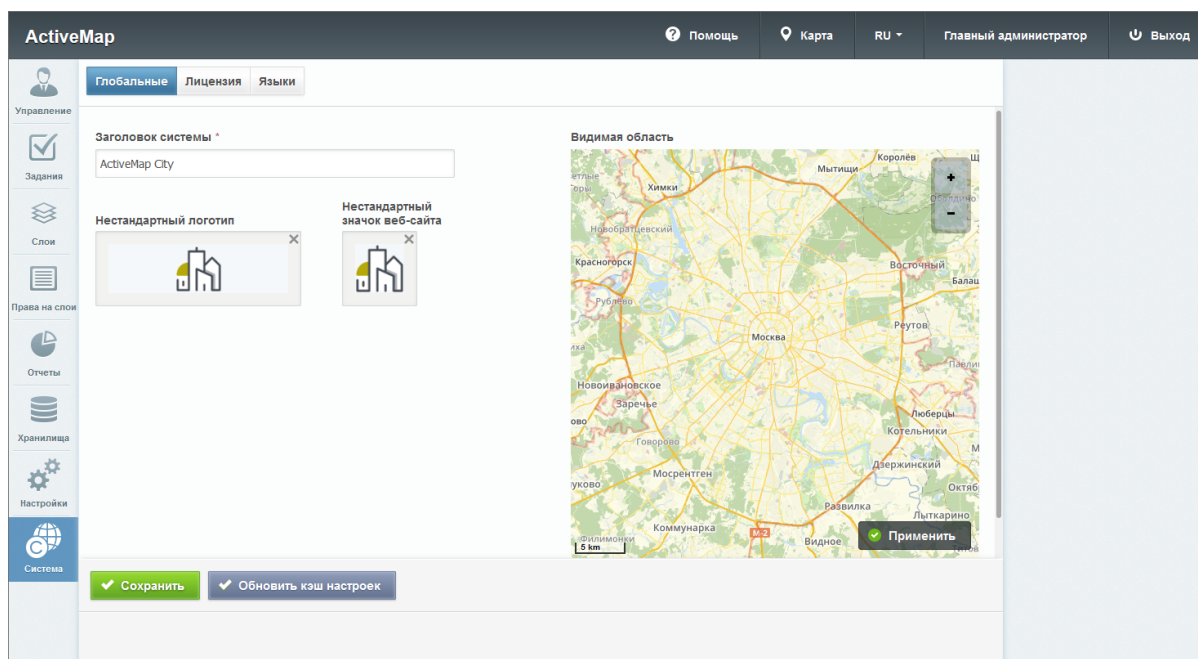 ActiveMap
Помощь
Карта
RU
Главный администратор
Выход
Управление
Задания
Слои
Права на слои
Отчеты
Хранилища
Настройки
Система
Глобальные
Лицензия
Языки
Заголовок системы *
ActiveMap City
Нестандартный логотип
Нестандартный
значок веб-сайта
Видимая область
Королёв
Мытищи
Химки
Новобратцевский
Красногорск
Восточный
Балаш
Рублёво
Реутов
Москва
Новоивановское
Заречье
Люберцы
Котельники
Говорово
Дзержинский
Мосрентген
Октяб
Развилка
Лыткарино
Коммунарка
М-2
Видное
Филимонки
5 km
+
-
Применить
Сохранить
Обновить кэш настроек